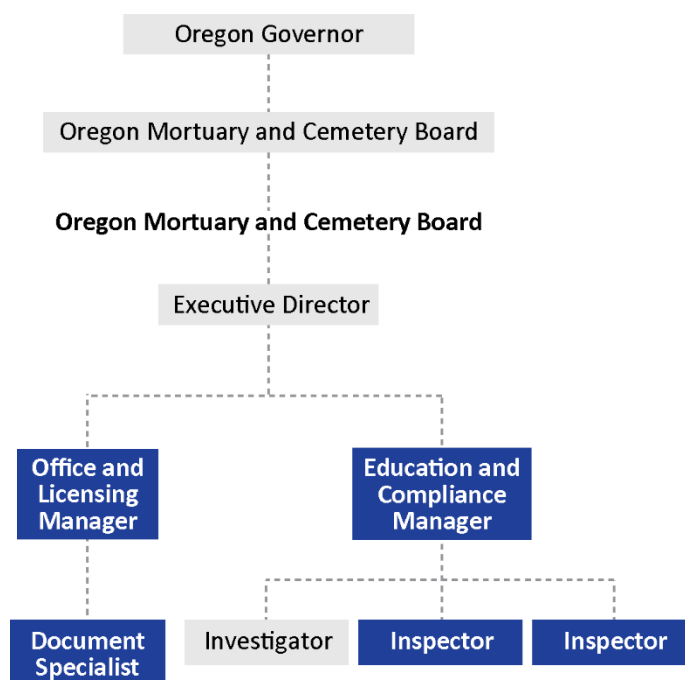 Oregon Governor
Oregon Mortuary and Cemetery Board
Oregon Mortuary and Cemetery Board
Executive Director
Office and
Licensing
Manager
Education and
Compliance
Manager
Document
Specialist
Investigator
Inspector
Inspector